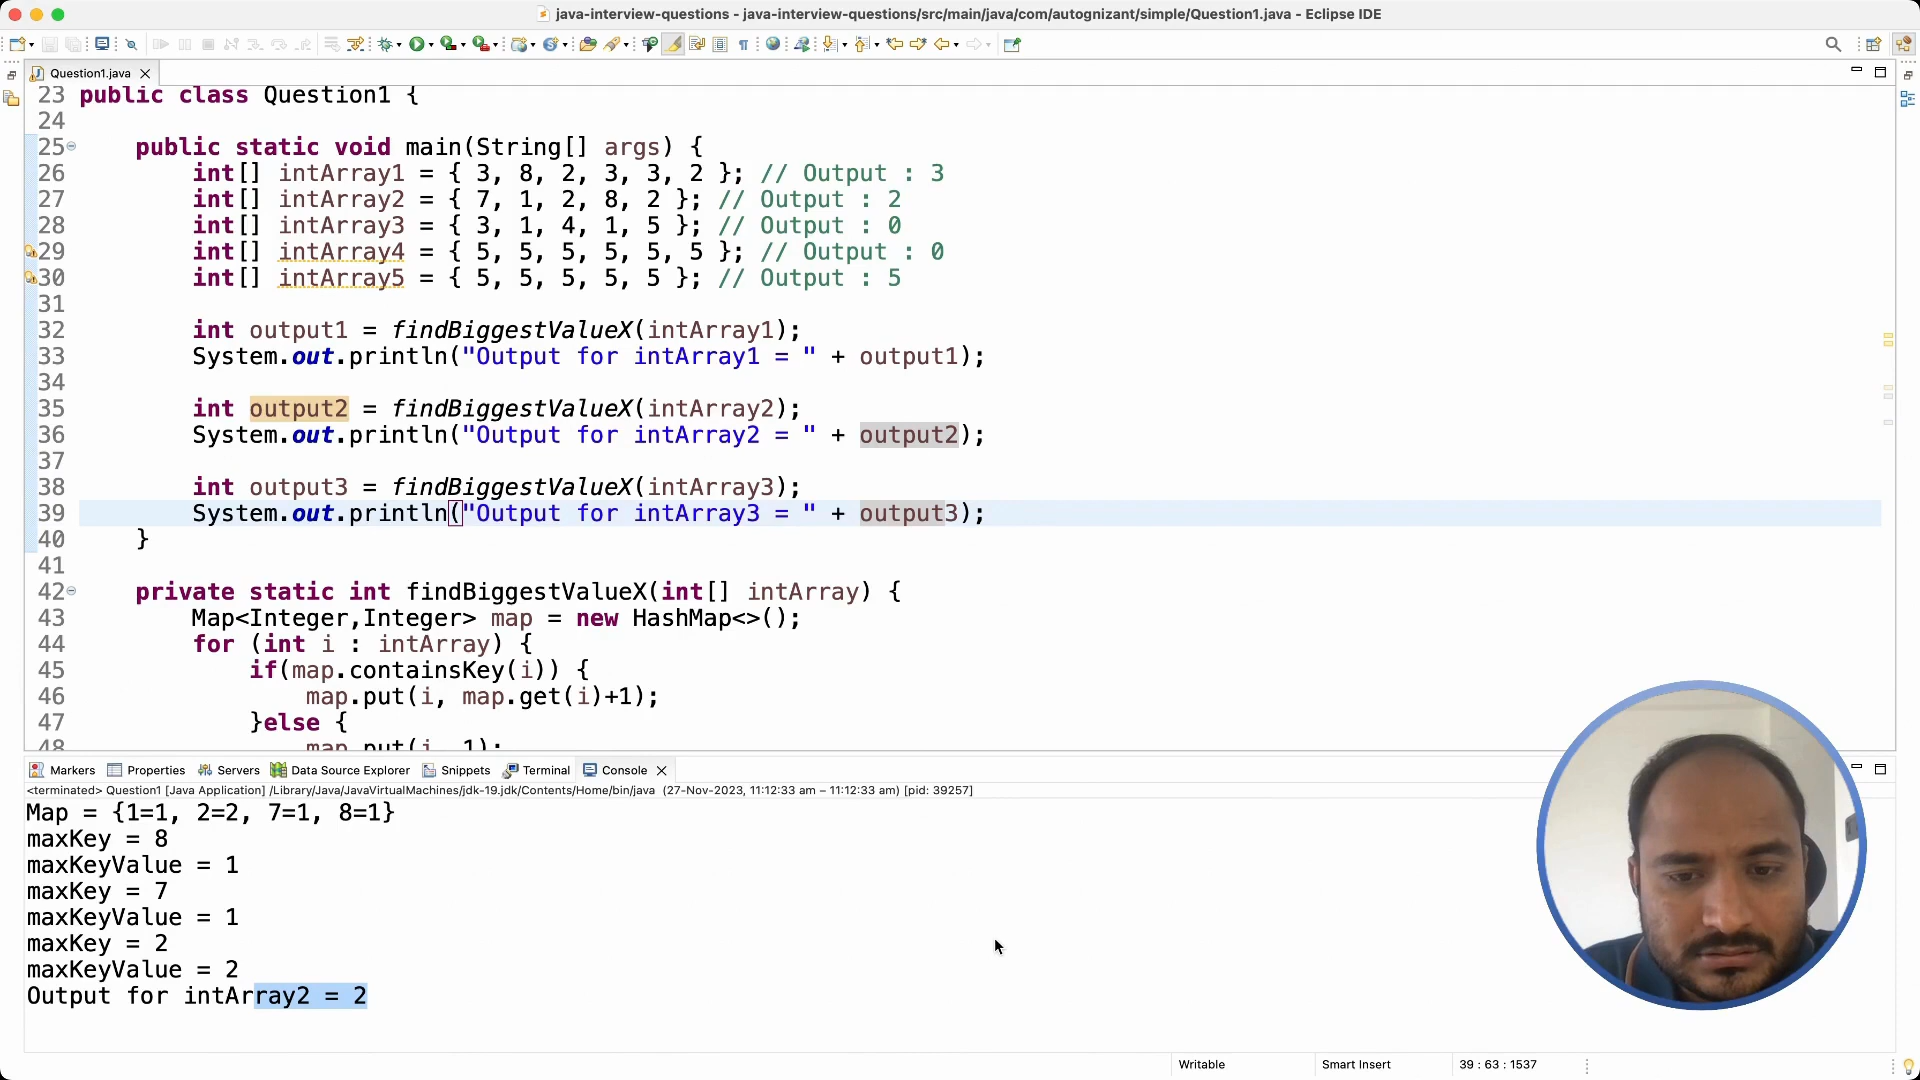 java-interview-questions - java-interview-questions/src/main/java/com/autognizant/simple/Question1.java - Eclipse IDE
Question1.java
23 public class Question1 {
24
25 public static void main(String[] args) {
26 int[] intArray1 = { 3, 8, 2, 3, 3, 2 }; // Output : 3
27 int[] intArray2 = { 7, 1, 2, 8, 2 }; // Output : 2
28 int[] intArray3 = { 3, 1, 4, 1, 5 }; // Output : 0
29 int[] intArray4 = { 5, 5, 5, 5, 5, 5 }; // Output : 0
30 int[] intArray5 = { 5, 5, 5, 5, 5 }; // Output : 5
31
32 int output1 = findBiggestValueX(intArray1);
33 System.out.println("Output for intArray1 = " + output1);
34
35 int output2 = findBiggestValueX(intArray2);
36 System.out.println("Output for intArray2 = " + output2);
37
38 int output3 = findBiggestValueX(intArray3);
39 System.out.println("Output for intArray3 = " + output3);
40 }
41
42 private static int findBiggestValueX(int[] intArray) {
43 Map<Integer,Integer> map = new HashMap<>();
44 for (int i : intArray) {
45 if(map.containsKey(i)) {
46 map.put(i, map.get(i)+1);
47 }else {
48 map.put(i, 1);
Markers Properties Servers Data Source Explorer Snippets Terminal Console
<terminated> Question1 [Java Application] /Library/Java/JavaVirtualMachines/jdk-19.jdk/Contents/Home/bin/java (27-Nov-2023, 11:12:33 am – 11:12:33 am) [pid: 39257]
Map = {1=1, 2=2, 7=1, 8=1}
maxKey = 8
maxKeyValue = 1
maxKey = 7
maxKeyValue = 1
maxKey = 2
maxKeyValue = 2
Output for intArray2 = 2
Writable Smart Insert 39 : 63 : 1537